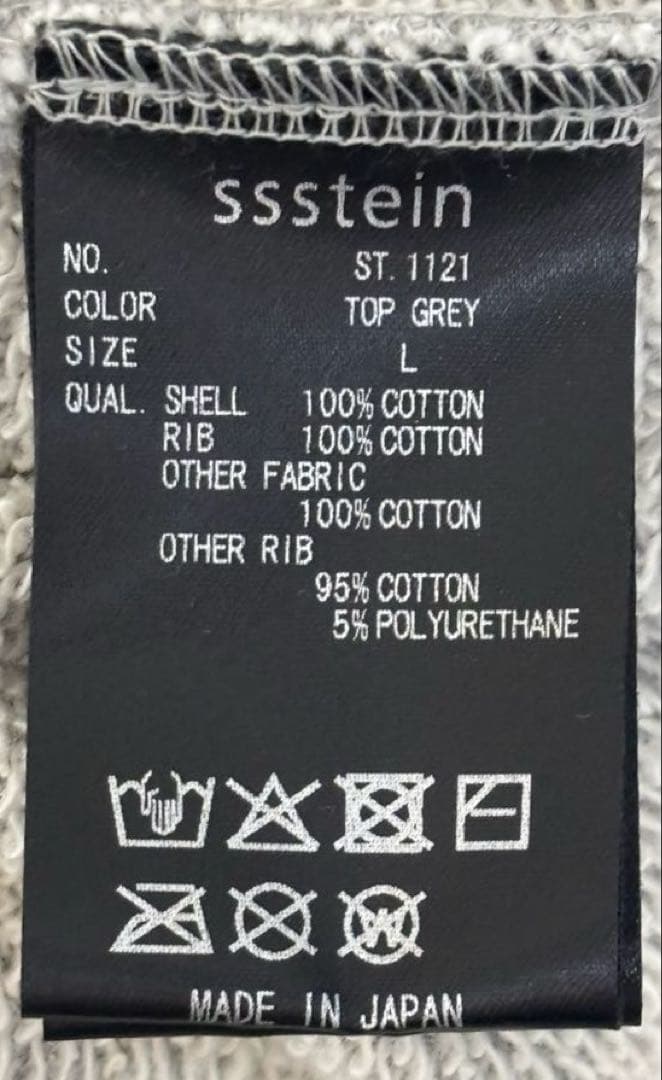 ssstein
NO. ST. 1121
COLOR TOP GREY
SIZE L
QUAL. SHELL 100% COTTON
RIB 100% COTTON
OTHER FABRIC
100% COTTON
OTHER RIB
95% COTTON
5% POLYURETHANE
W
MADE IN JAPAN